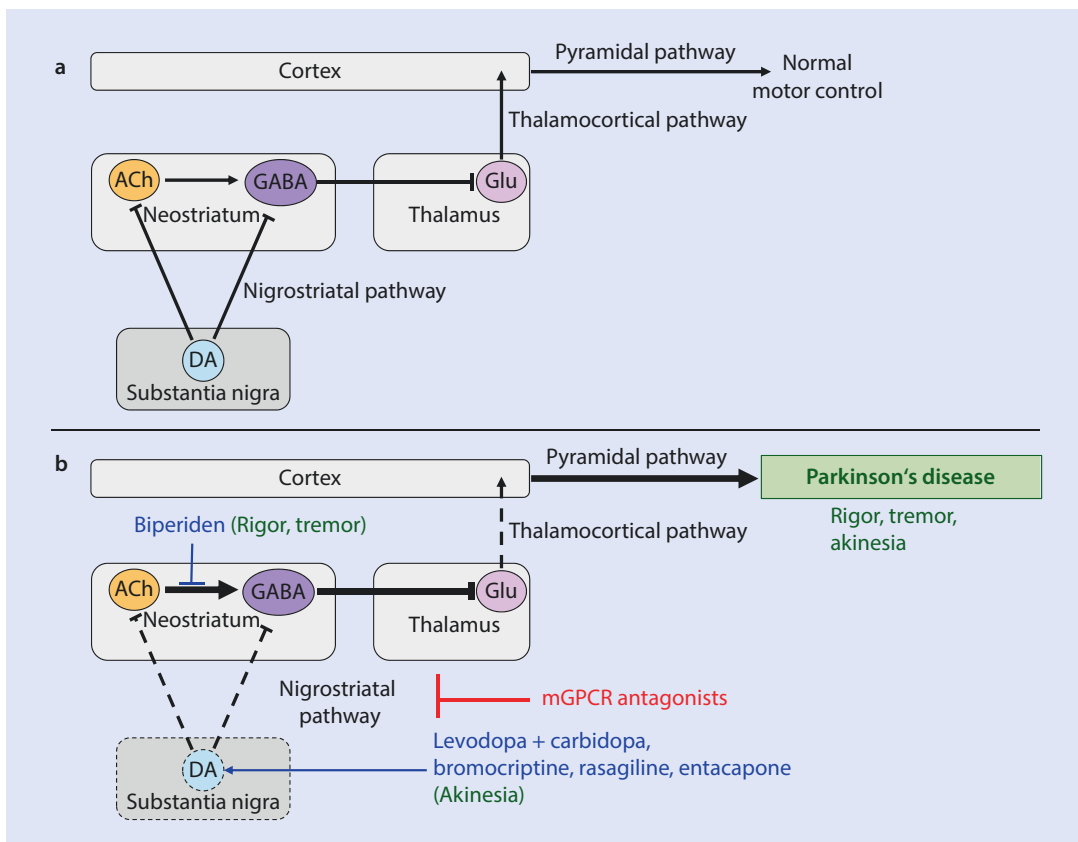 a
Cortex
Pyramidal pathway
Normal
motor control
Thalamocortical pathway
ACh
GABA
Glu
Neostriatum
Thalamus
Nigrostriatal pathway
DA
Substantia nigra
b
Cortex
Pyramidal pathway
Parkinson‘s disease
Rigor, tremor,
akinesia
Biperiden (Rigor, tremor)
Thalamocortical pathway
ACh
GABA
Glu
Neostriatum
Thalamus
Nigrostriatal
pathway
mGPCR antagonists
Levodopa + carbidopa,
bromocriptine, rasagiline, entacapone
(Akinesia)
DA
Substantia nigra